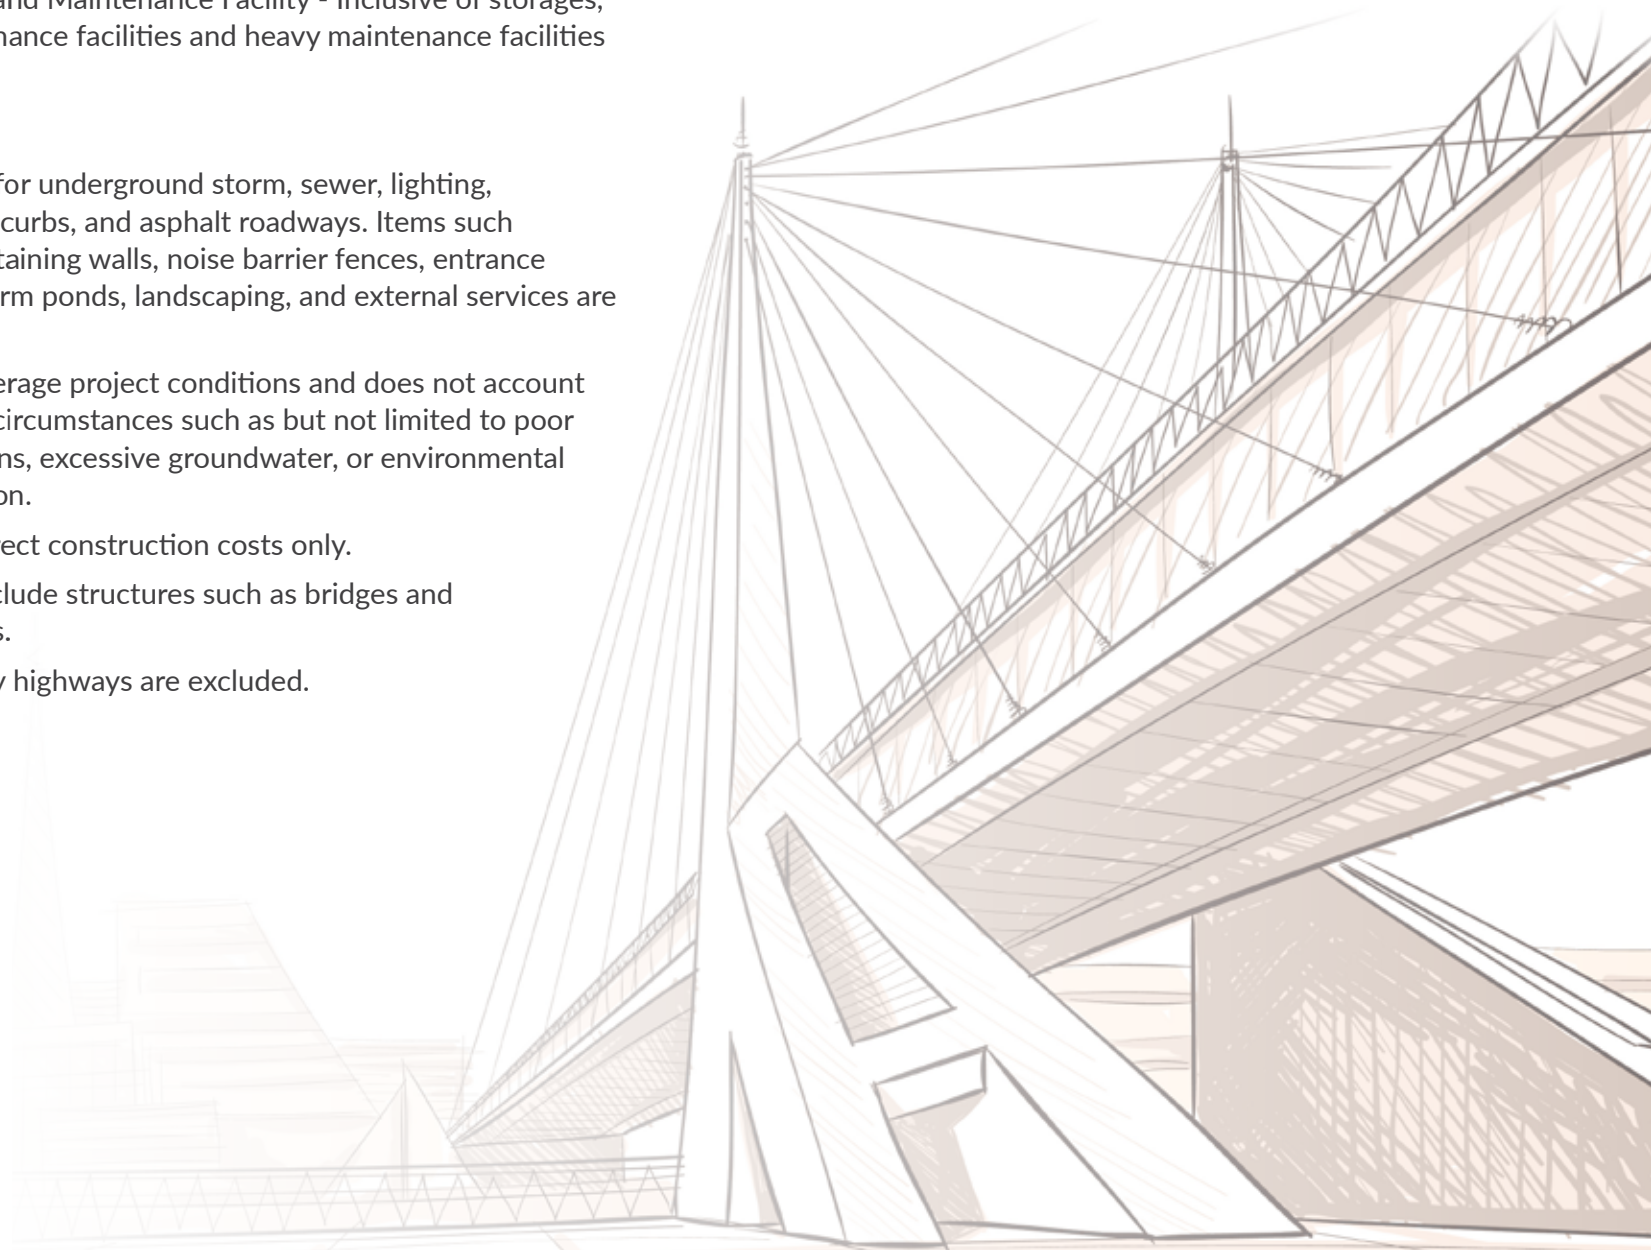 and Maintenance Facility - Inclusive of storages,
nance facilities and heavy maintenance facilities
for underground storm, sewer, lighting,
curbs, and asphalt roadways. Items such
taining walls, noise barrier fences, entrance
rm ponds, landscaping, and external services are
erage project conditions and does not account
circumstances such as but not limited to poor
ns, excessive groundwater, or environmental
on.
ect construction costs only.
clude structures such as bridges and
s.
y highways are excluded.